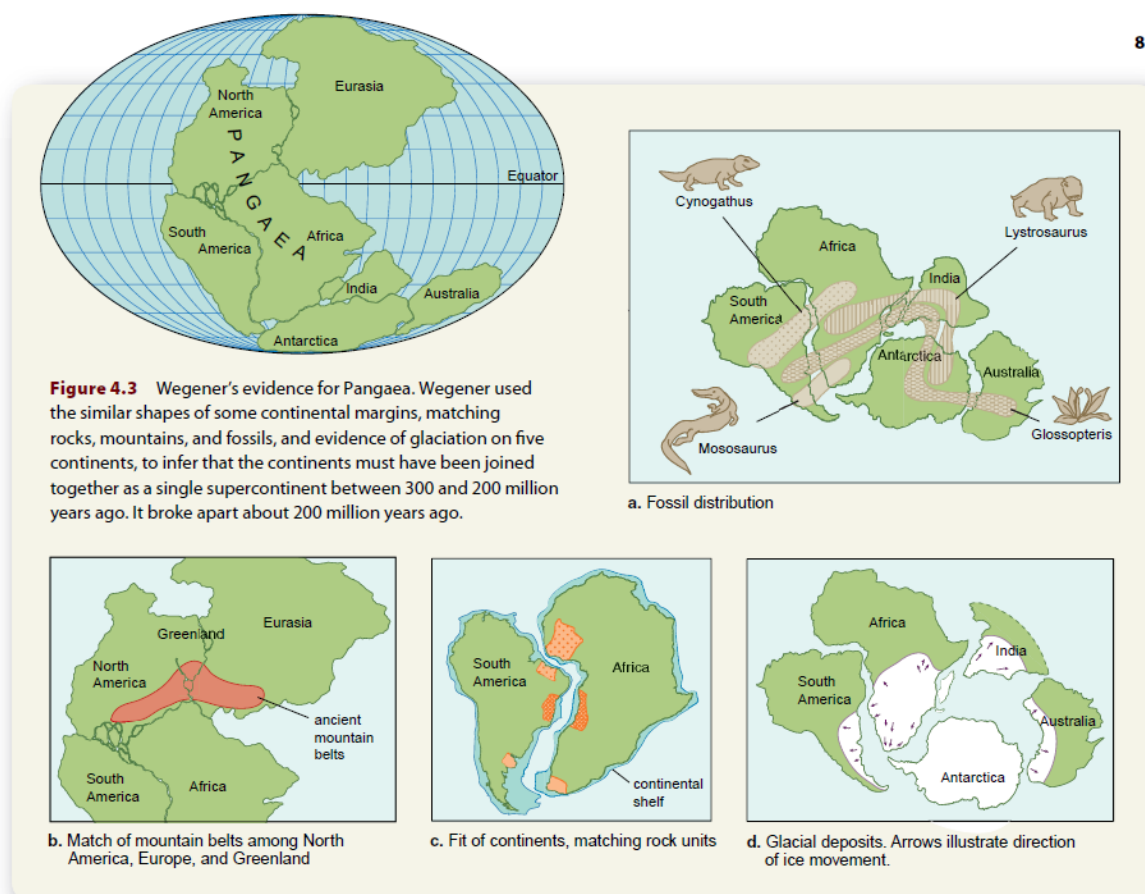 8
North
America
Eurasia
PANGAEA
Equator
South
America
Africa
India
Australia
Antarctica
Figure 4.3 Wegener's evidence for Pangaea. Wegener used
the similar shapes of some continental margins, matching
rocks, mountains, and fossils, and evidence of glaciation on five
continents, to infer that the continents must have been joined
together as a single supercontinent between 300 and 200 million
years ago. It broke apart about 200 million years ago.
Cynogathus
Lystrosaurus
Africa
India
South
America
Antarctica
Australia
Mososaurus
Glossopteris
a. Fossil distribution
Greenland
Eurasia
North
America
ancient
mountain
belts
South
America
Africa
b. Match of mountain belts among North
America, Europe, and Greenland
South
America
Africa
continental
shelf
c. Fit of continents, matching rock units
Africa
India
South
America
Australia
Antarctica
d. Glacial deposits. Arrows illustrate direction
of ice movement.